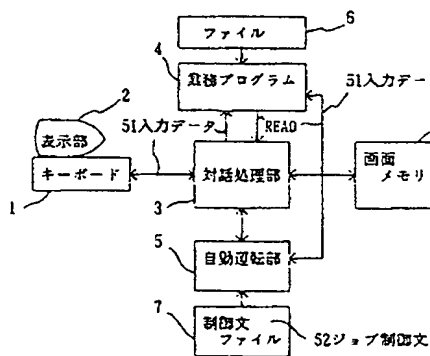 6
ファイル
4
業務プログラム
51入力デー
2
51入力データ
READ
表示部
キーボード
対話処理部
画面
メモリ
1
3
5
自動運転部
7
制御文
ファイル
52ジョブ制御文